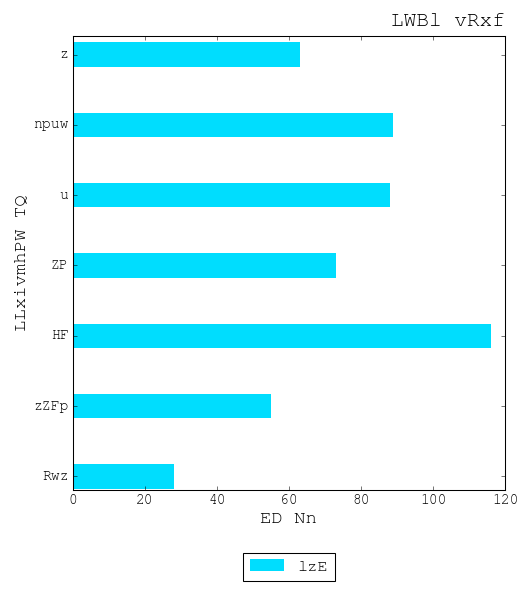 LWBl vRxf
z
npuw
u
ZP
HF
zZFp
Rwz
LLxivmhPW TQ
0 20 40 60 80 100 120
ED Nn
lzE